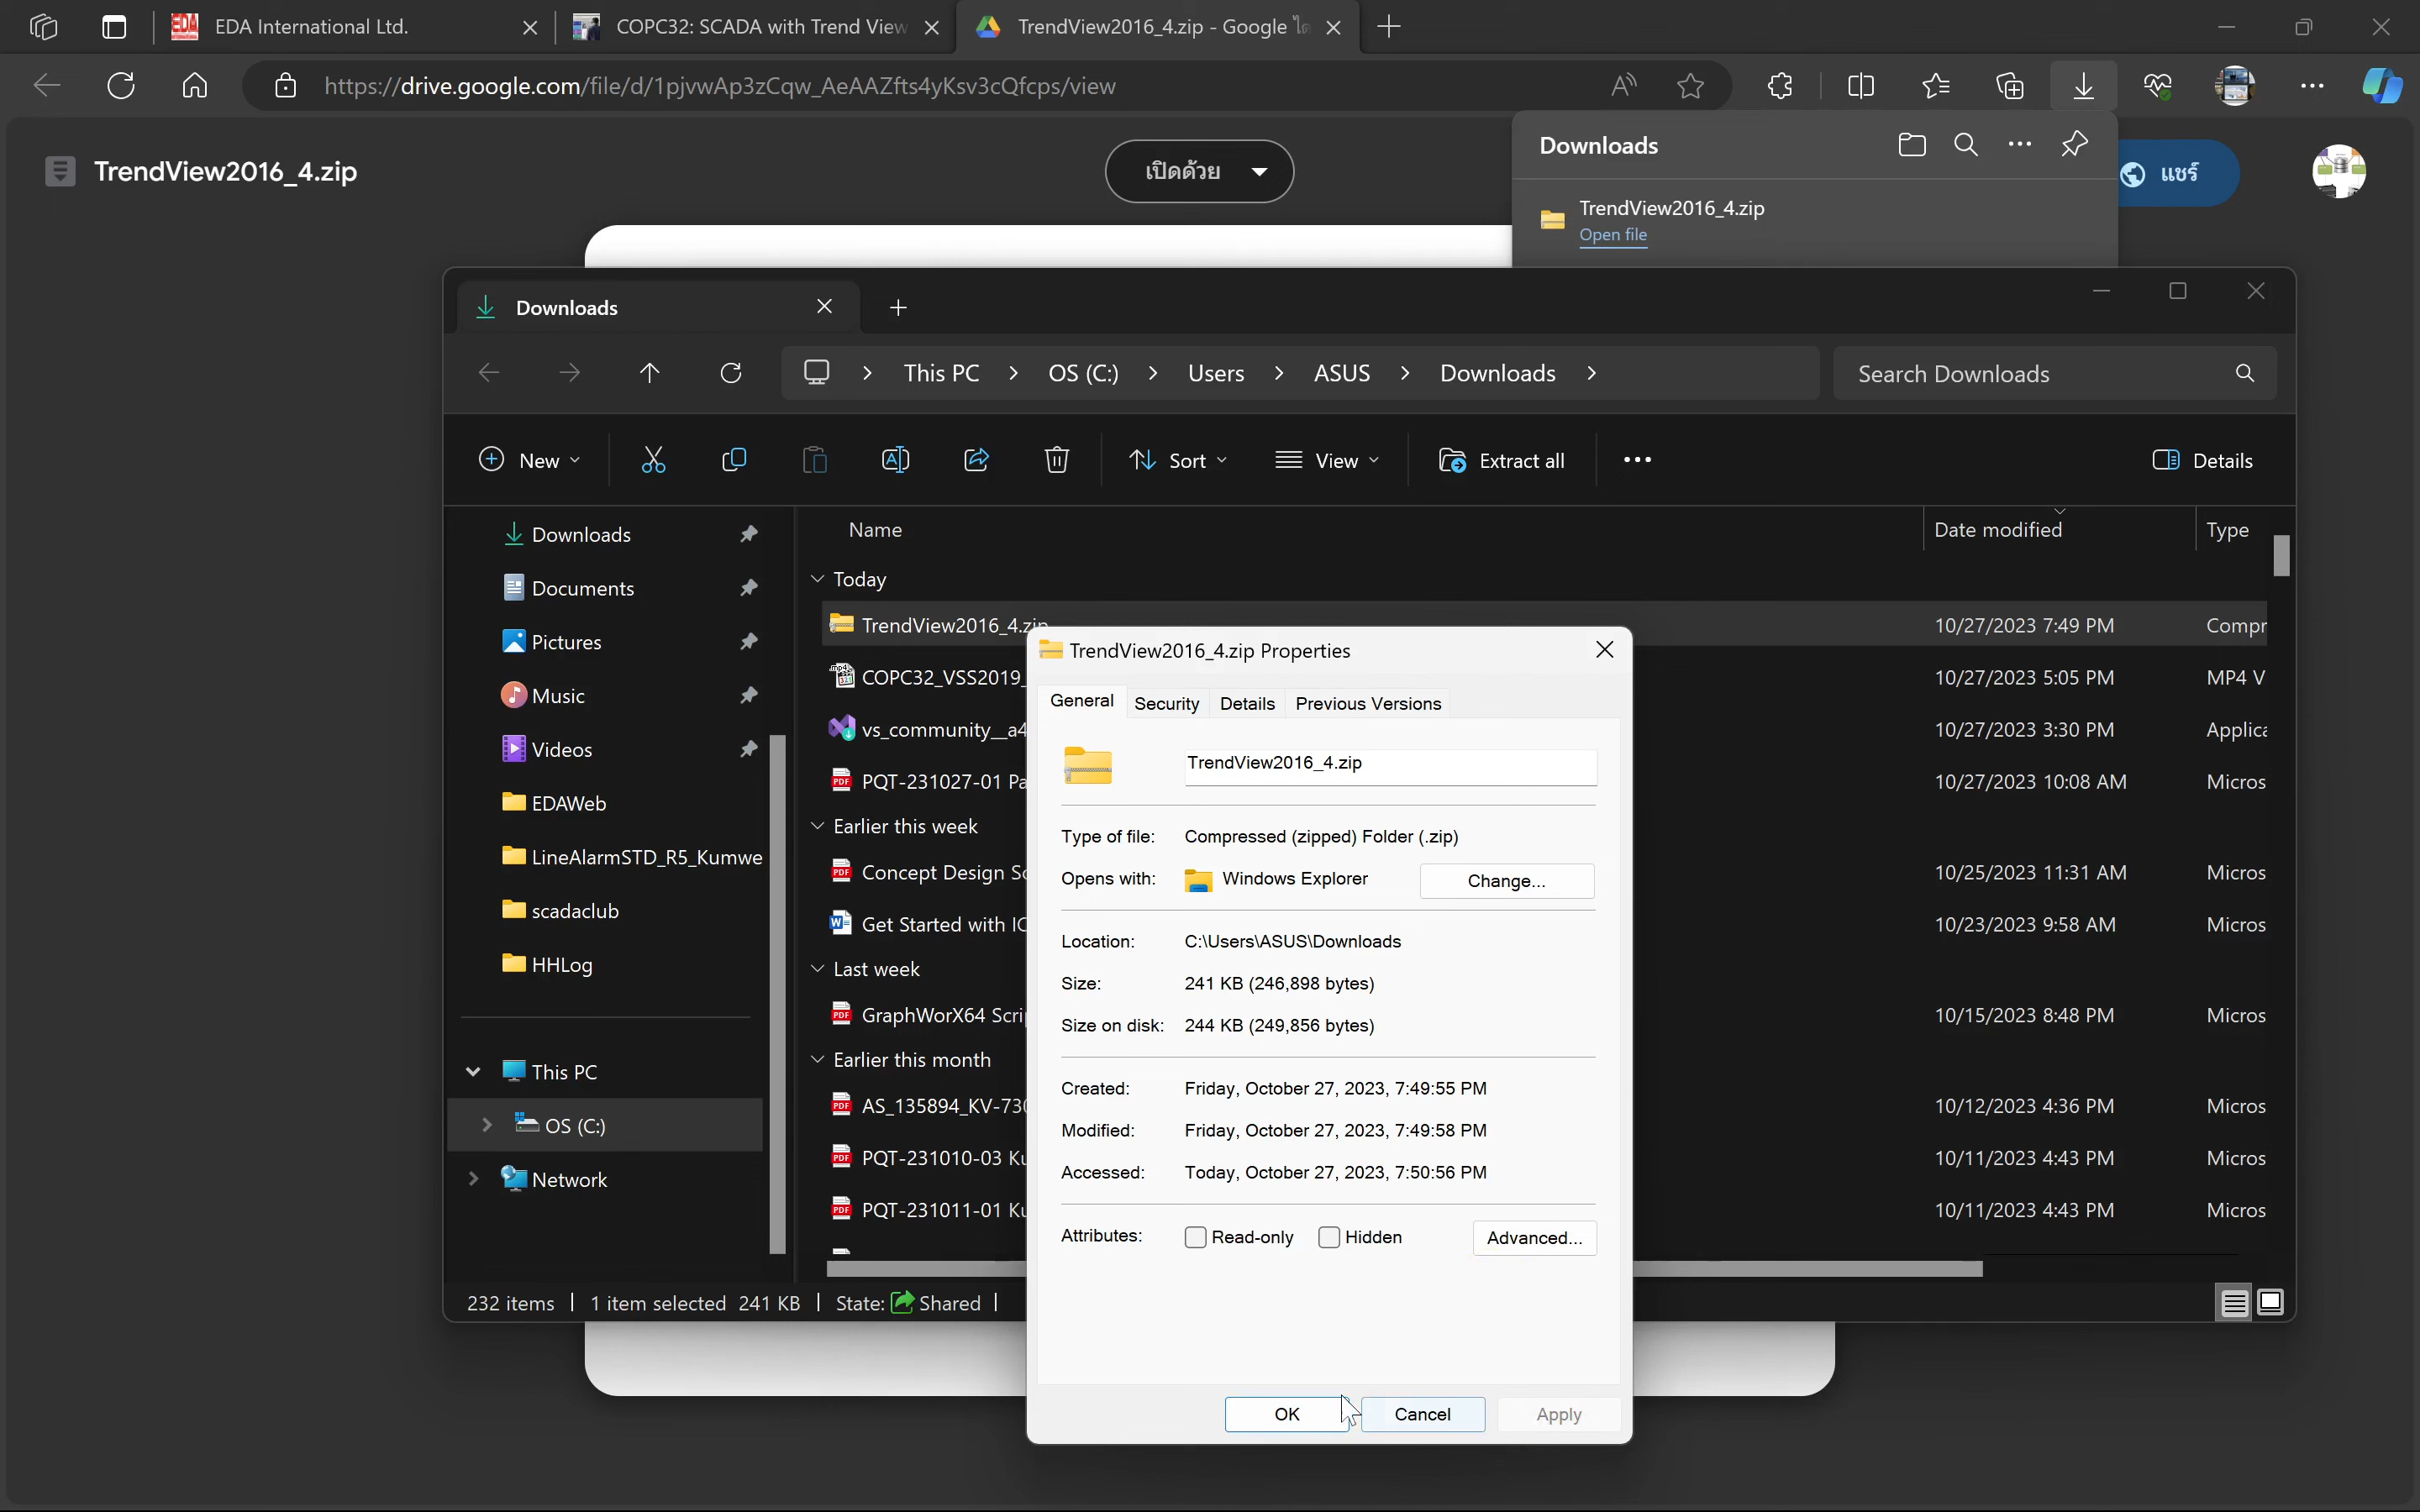 EDA International Ltd.
COPC32: SCADA with Trend View
TrendView2016_4.zip - Google ไ
https://drive.google.com/file/d/1pjvwAp3zCqw_AeAAZfts4yKsv3cQfcps/view
TrendView2016_4.zip
เปิดด้วย
แชร์
Downloads
TrendView2016_4.zip
Open file
Downloads
This PC > OS (C:) > Users > ASUS > Downloads >
Search Downloads
New
Sort
View
Extract all
Details
Downloads
Documents
Pictures
Music
Videos
EDAWeb
LineAlarmSTD_R5_Kumwe
scadaclub
HHLog
This PC
OS (C:)
Network
Name
Date modified
Type
Today
TrendView2016_4.zip
10/27/2023 7:49 PM
Compr
COPC32_VSS2019_
10/27/2023 5:05 PM
MP4 V
vs_community__a4
10/27/2023 3:30 PM
Applica
PQT-231027-01 Pa
10/27/2023 10:08 AM
Micros
Earlier this week
Concept Design Sc
10/25/2023 11:31 AM
Micros
Get Started with IC
10/23/2023 9:58 AM
Micros
Last week
GraphWorX64 Scrip
10/15/2023 8:48 PM
Micros
Earlier this month
AS_135894_KV-730
10/12/2023 4:36 PM
Micros
PQT-231010-03 Ku
10/11/2023 4:43 PM
Micros
PQT-231011-01 Ku
10/11/2023 4:43 PM
Micros
232 items
1 item selected 241 KB
State: Shared
TrendView2016_4.zip Properties
General
Security
Details
Previous Versions
TrendView2016_4.zip
Type of file: Compressed (zipped) Folder (.zip)
Opens with: Windows Explorer
Change...
Location: C:\Users\ASUS\Downloads
Size: 241 KB (246,898 bytes)
Size on disk: 244 KB (249,856 bytes)
Created: Friday, October 27, 2023, 7:49:55 PM
Modified: Friday, October 27, 2023, 7:49:58 PM
Accessed: Today, October 27, 2023, 7:50:56 PM
Attributes: Read-only Hidden
Advanced...
OK
Cancel
Apply